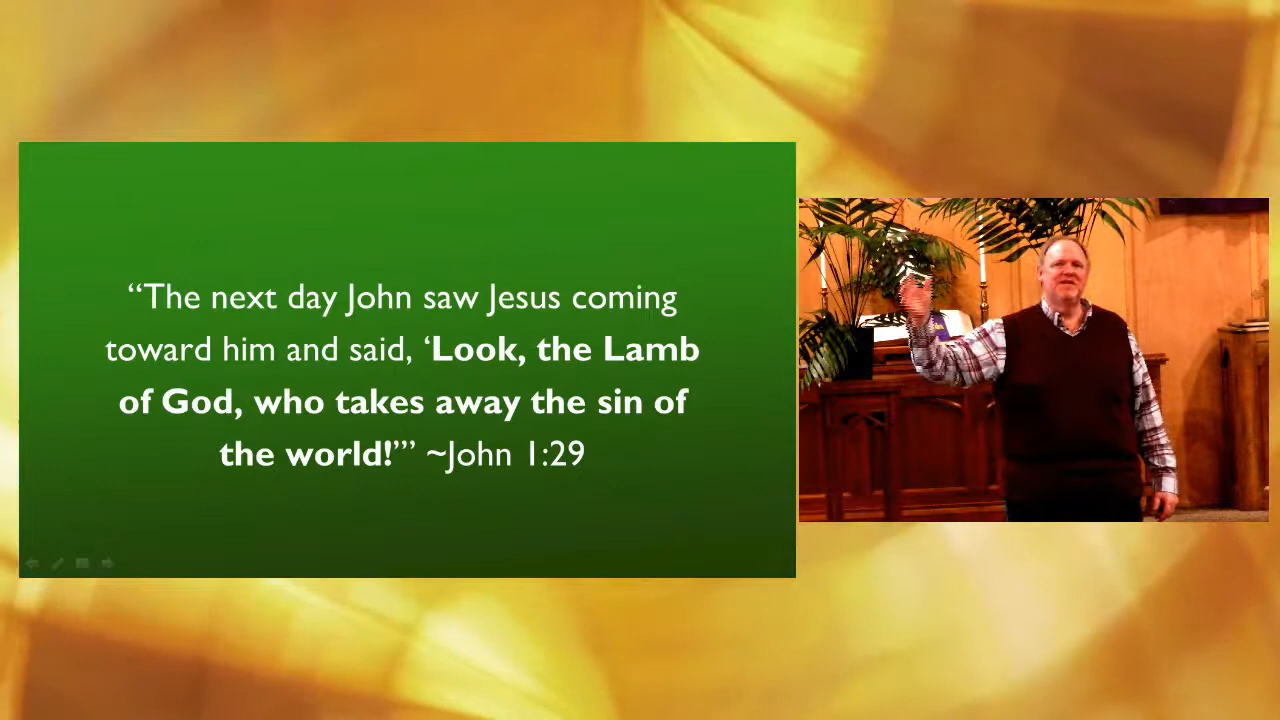 “The next day John saw Jesus coming
toward him and said, ‘Look, the Lamb
of God, who takes away the sin of
the world!’” ~John 1:29